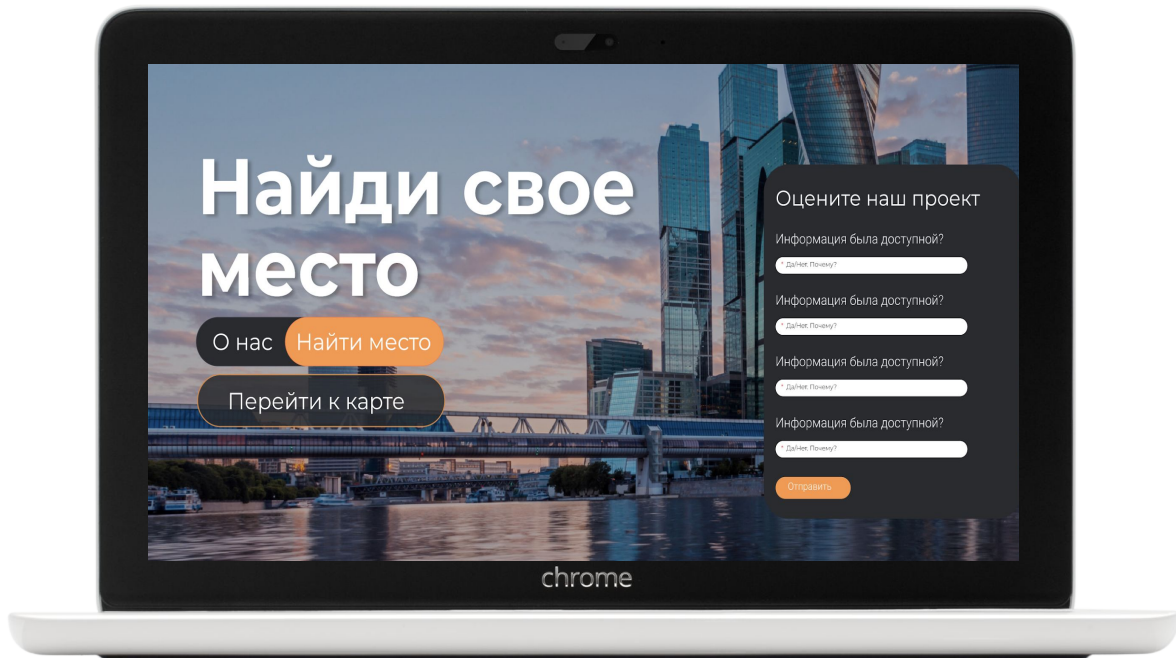 Найди свое
место
О нас
Найти место
Перейти к карте
Оцените наш проект
Информация была доступной?
* Да/Нет. Почему?
Информация была доступной?
* Да/Нет. Почему?
Информация была доступной?
* Да/Нет. Почему?
Информация была доступной?
* Да/Нет. Почему?
Отправить
chrome